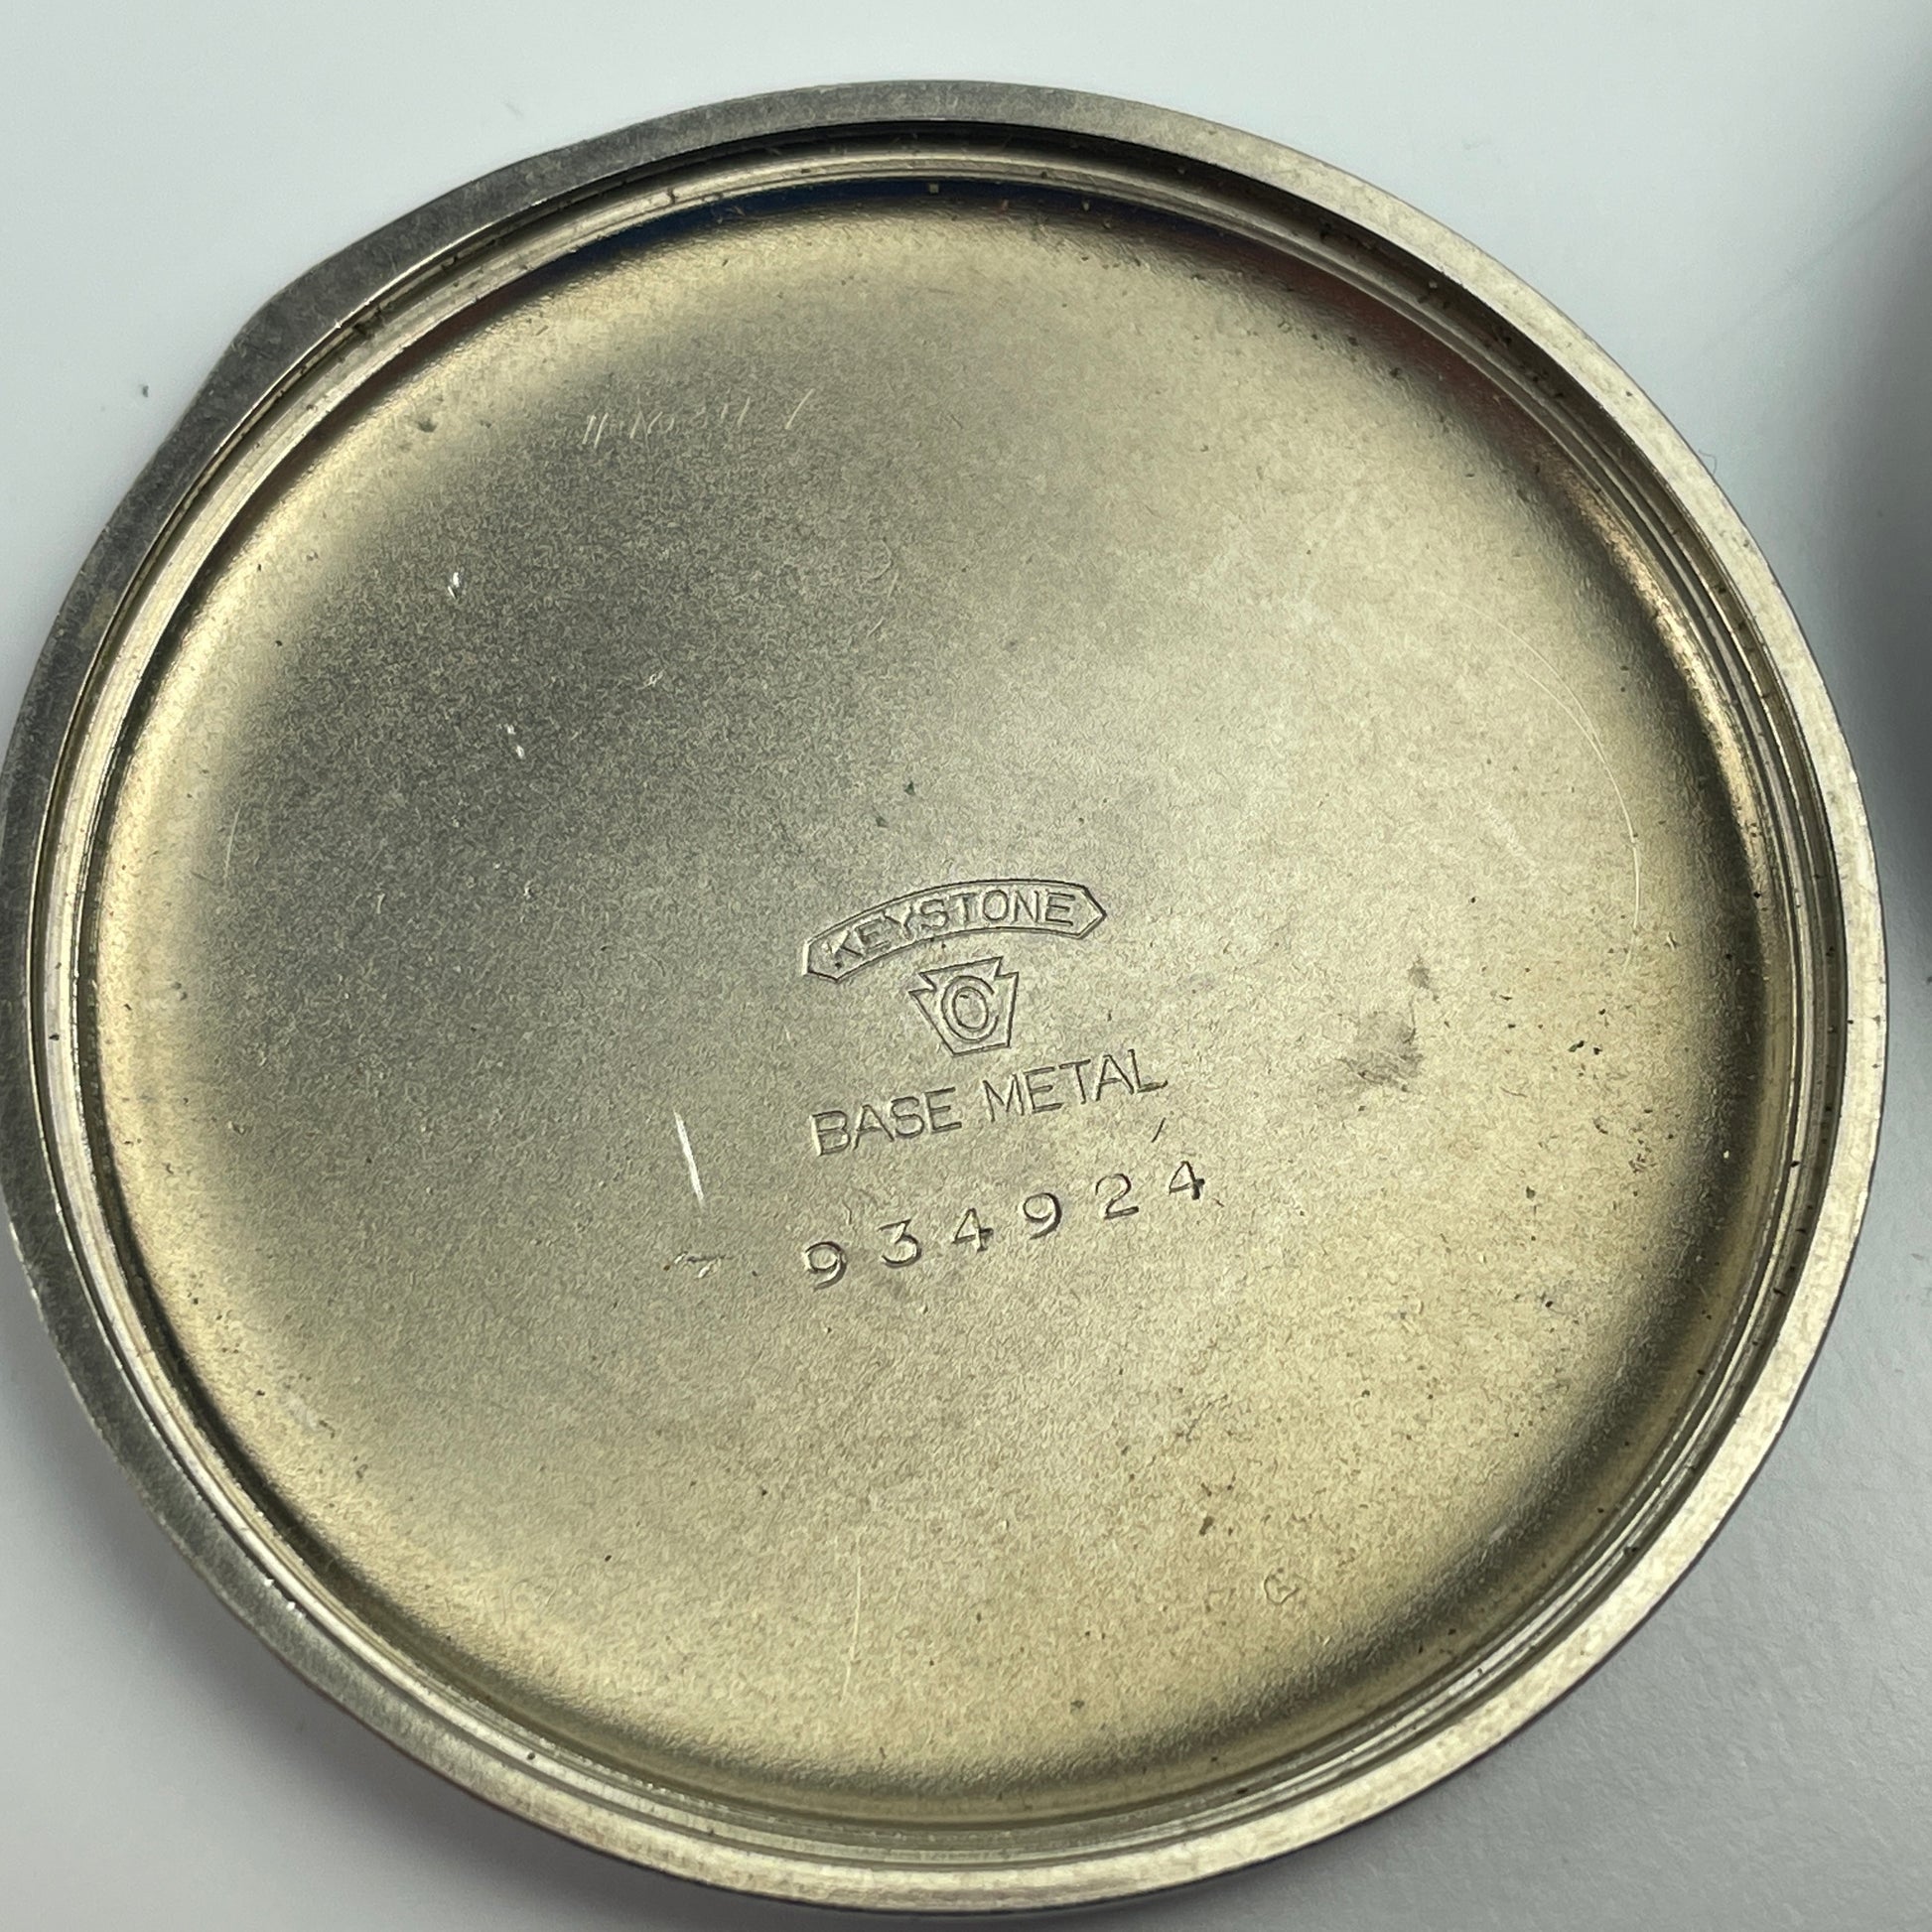 KEYSTONE
C
BASE METAL
934924
G